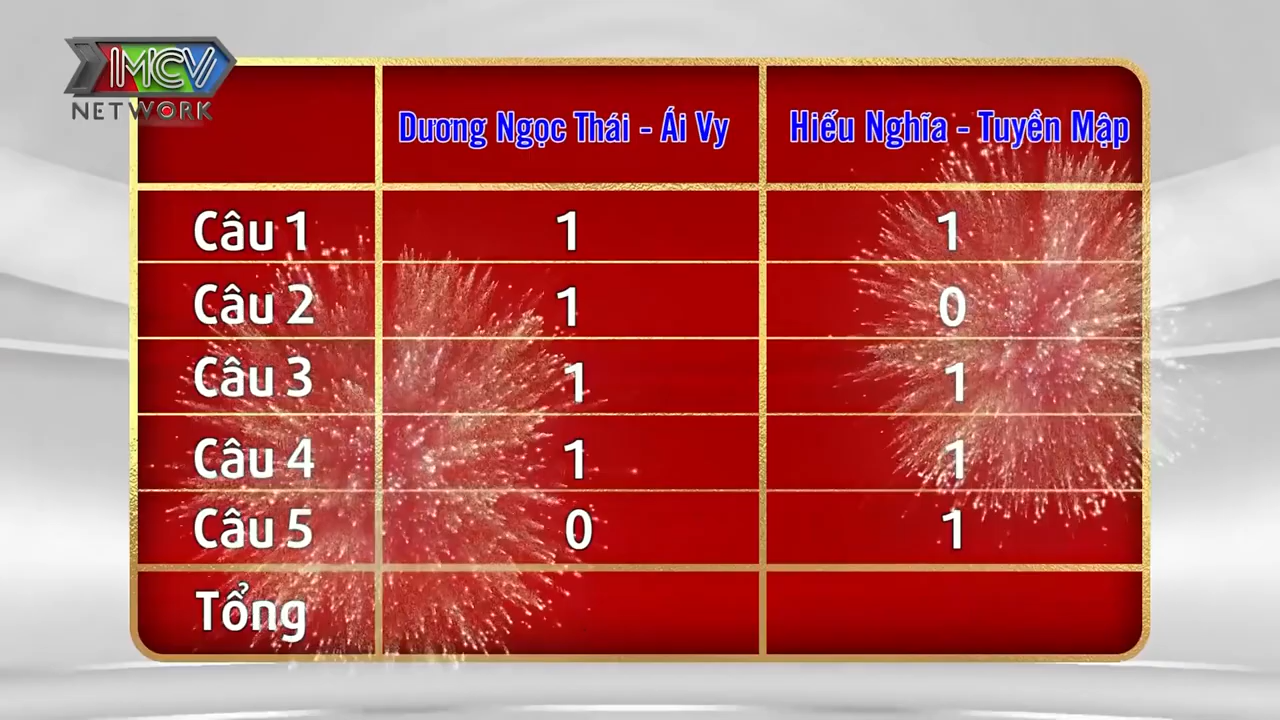 MCV
NETWORK
Dương Ngọc Thái - Ái Vy
Hiếu Nghĩa - Tuyền Mập
Câu 1 1 1
Câu 2 1 0
Câu 3 1 1
Câu 4 1 1
Câu 5 0 1
Tổng